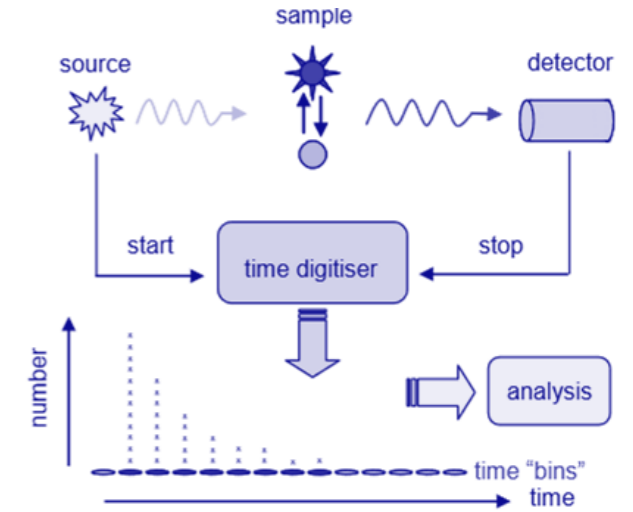 sample
source
detector
start
time digitiser
stop
number
analysis
time “bins”
time